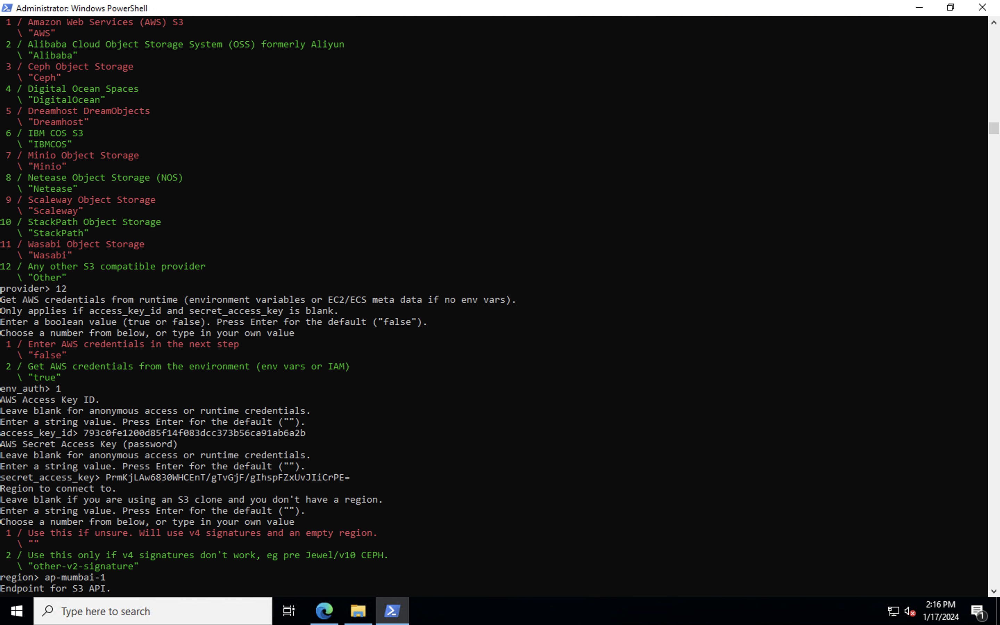 Administrator: Windows PowerShell
1 / Amazon Web Services (AWS) S3
\ "AWS"
2 / Alibaba Cloud Object Storage System (OSS) formerly Aliyun
\ "Alibaba"
3 / Ceph Object Storage
\ "Ceph"
4 / Digital Ocean Spaces
\ "DigitalOcean"
5 / Dreamhost DreamObjects
\ "Dreamhost"
6 / IBM COS S3
\ "IBMCOS"
7 / Minio Object Storage
\ "Minio"
8 / Netease Object Storage (NOS)
\ "Netease"
9 / Scaleway Object Storage
\ "Scaleway"
10 / StackPath Object Storage
\ "StackPath"
11 / Wasabi Object Storage
\ "Wasabi"
12 / Any other S3 compatible provider
\ "Other"
provider> 12
Get AWS credentials from runtime (environment variables or EC2/ECS meta data if no env vars).
Only applies if access_key_id and secret_access_key is blank.
Enter a boolean value (true or false). Press Enter for the default ("false").
Choose a number from below, or type in your own value
1 / Enter AWS credentials in the next step
\ "false"
2 / Get AWS credentials from the environment (env vars or IAM)
\ "true"
env_auth> 1
AWS Access Key ID.
Leave blank for anonymous access or runtime credentials.
Enter a string value. Press Enter for the default ("").
access_key_id> 793c0fe1200d85f14f083dcc373b56ca91ab6a2b
AWS Secret Access Key (password)
Leave blank for anonymous access or runtime credentials.
Enter a string value. Press Enter for the default ("").
secret_access_key> PrmKjLAw6830WHCEnT/gTvGjF/gIhspFZxUvJIiCrPE=
Region to connect to.
Leave blank if you are using an S3 clone and you don't have a region.
Enter a string value. Press Enter for the default ("").
Choose a number from below, or type in your own value
1 / Use this if unsure. Will use v4 signatures and an empty region.
\ ""
2 / Use this only if v4 signatures don't work, eg pre Jewel/v10 CEPH.
\ "other-v2-signature"
region> ap-mumbai-1
Endpoint for S3 API.
Type here to search
2:16 PM
1/17/2024
1